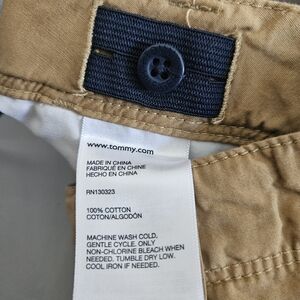 www.tommy.com
MADE IN CHINA
FABRIQUÉ EN CHINE
HECHO EN CHINA
RN130323
100% COTTON
COTON/ALGODÓN
MACHINE WASH COLD,
GENTLE CYCLE. ONLY
NON-CHLORINE BLEACH WHEN
NEEDED. TUMBLE DRY LOW.
COOL IRON IF NEEDED.